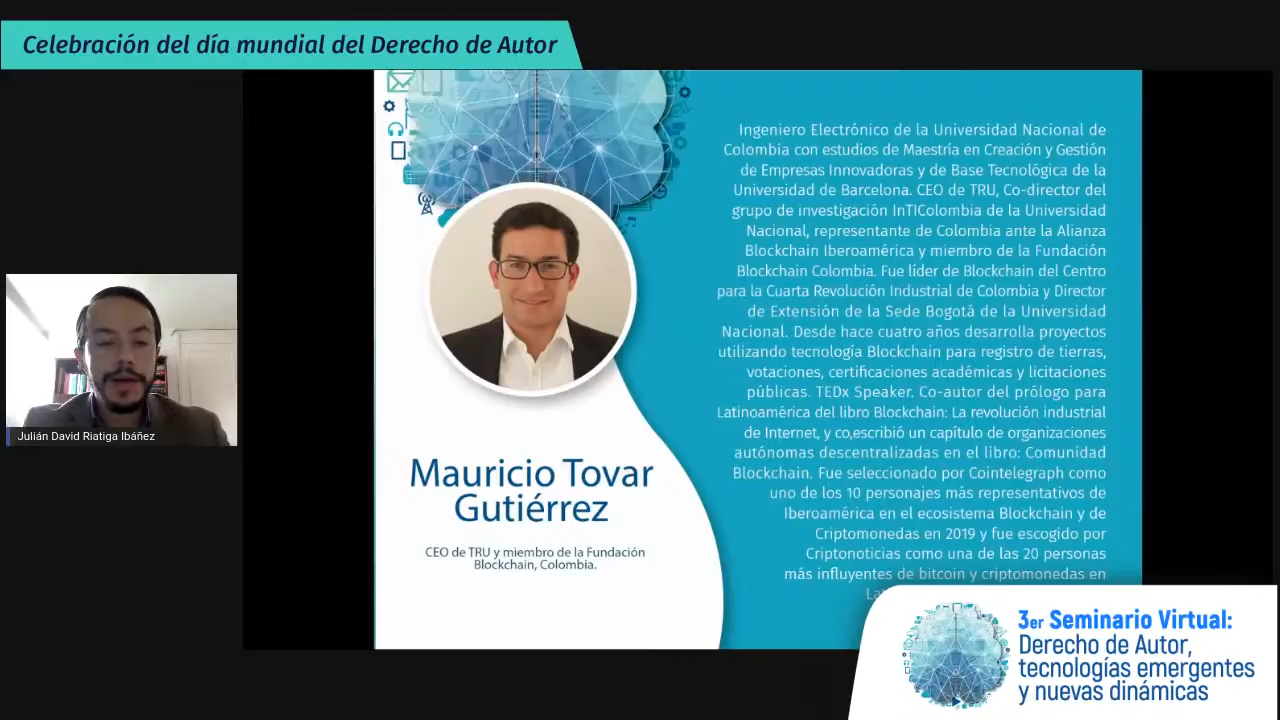 Celebración del día mundial del Derecho de Autor
Ingeniero Electrónico de la Universidad Nacional de
Colombia con estudios de Maestría en Creación y Gestión
de Empresas Innovadoras y de Base Tecnológica de la
Universidad de Barcelona. CEO de TRU, Co-director del
grupo de investigación InTIColombia de la Universidad
Nacional, representante de Colombia ante la Alianza
Blockchain Iberoamérica y miembro de la Fundación
Blockchain Colombia. Fue líder de Blockchain del Centro
para la Cuarta Revolución Industrial de Colombia y Director
de Extensión de la Sede Bogotá de la Universidad
Nacional. Desde hace cuatro años desarrolla proyectos
utilizando tecnología Blockchain para registro de tierras,
votaciones, certificaciones académicas y licitaciones
públicas. TEDx Speaker. Co-autor del prólogo para
Latinoamérica del libro Blockchain: La revolución industrial
de Internet, y co,escribió un capítulo de organizaciones
autónomas descentralizadas en el libro: Comunidad
Blockchain. Fue seleccionado por Cointelegraph como
uno de los 10 personajes más representativos de
Iberoamérica en el ecosistema Blockchain y de
Criptomonedas en 2019 y fue escogido por
Criptonoticias como una de las 20 personas
más influyentes de bitcoin y criptomonedas en
Julián David Riatiga Ibáñez
Mauricio Tovar
Gutiérrez
CEO de TRU y miembro de la Fundación
Blockchain, Colombia.
3er Seminario Virtual:
Derecho de Autor,
tecnologías emergentes
y nuevas dinámicas